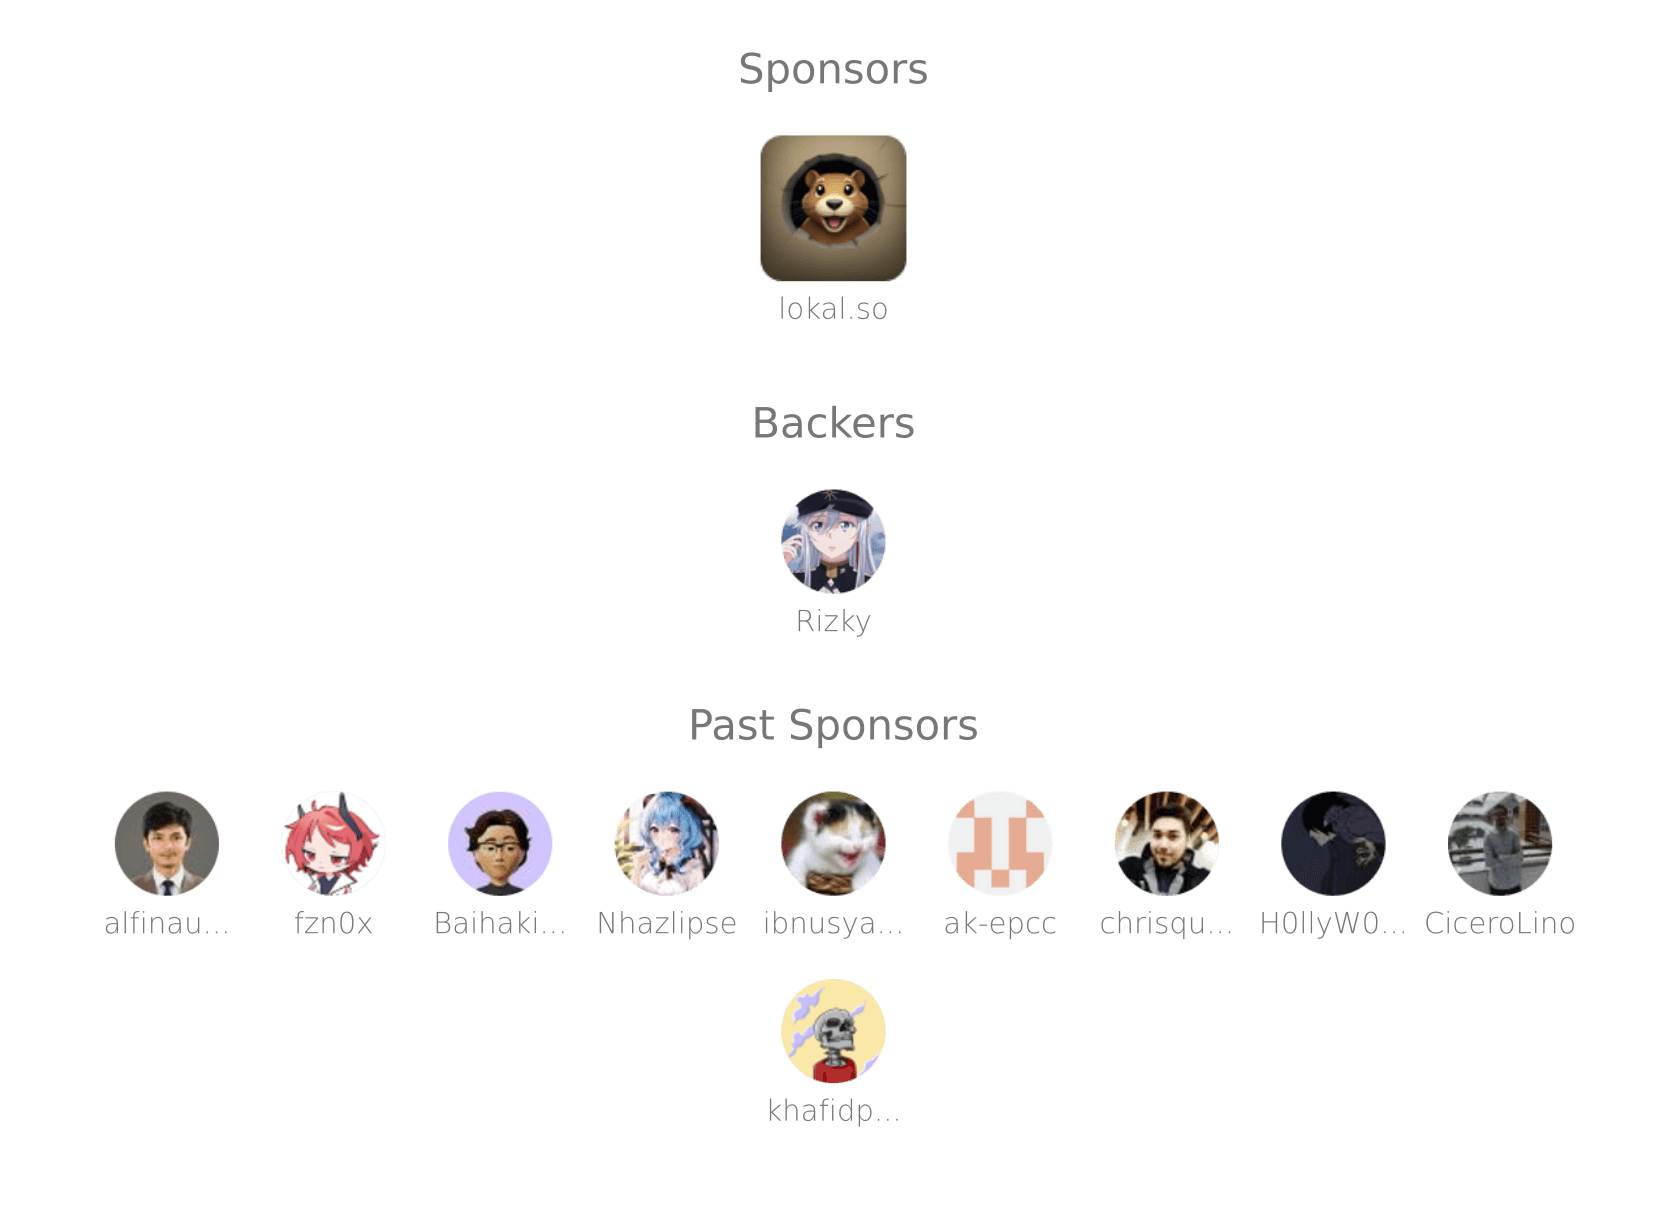 Sponsors
lokal.so
Backers
Rizky
Past Sponsors
alfinau... fzn0x Baihaki... Nhazlipse ibnusya... ak-epcc chrisqu... H0llyW0... CiceroLino
khafidp...